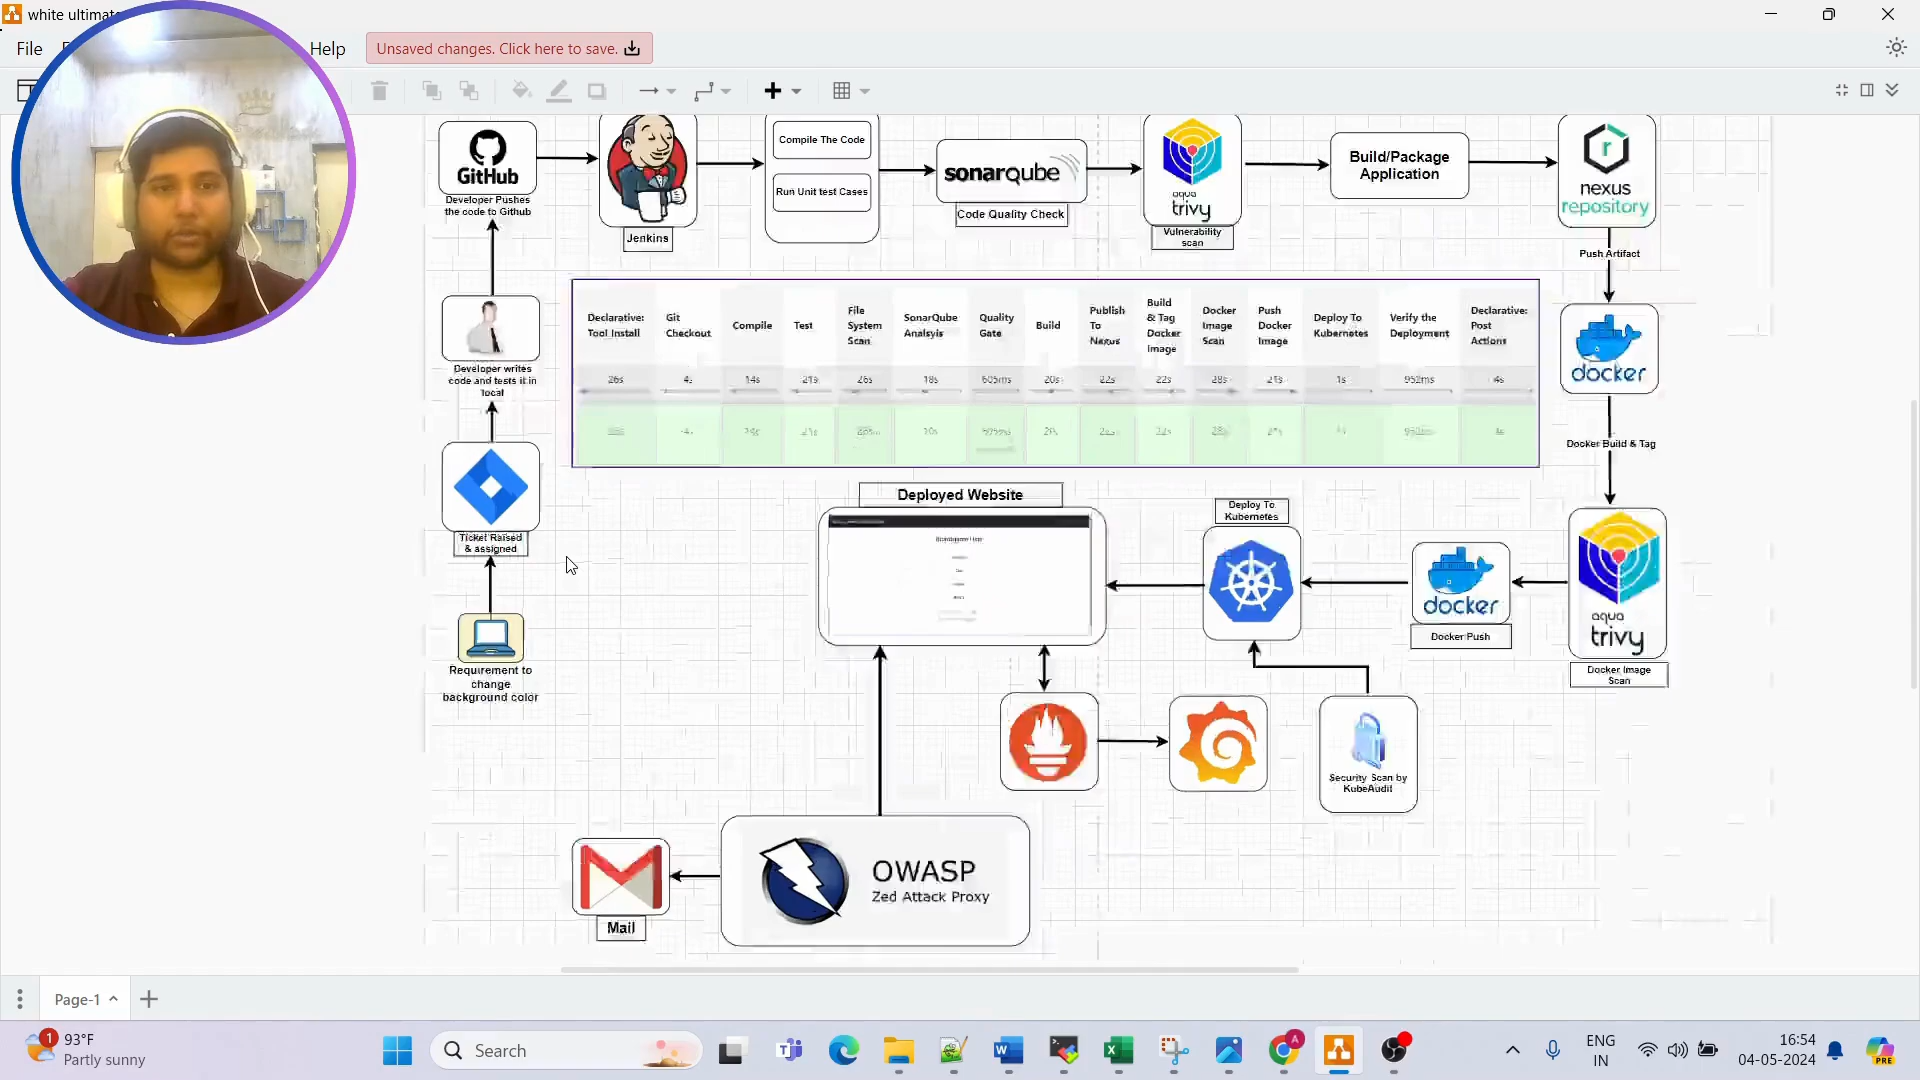 white ultimat
File
Help
Unsaved changes. Click here to save.
GitHub
Developer Pushes
the code to Github
Jenkins
Compile The Code
Run Unit test Cases
sonarqube
Code Quality Check
aqua
trivy
Vulnerability
scan
Build/Package
Application
nexus
repository
Push Artifact
Developer writes
code and tests it in
local
Declarative:
Tool Install
Git
Checkout
Compile
Test
File
System
Scan
SonarQube
Analsyis
Quality
Gate
Build
Publish
To
Nexus
Build
& Tag
Docker
Image
Docker
Image
Scan
Push
Docker
Image
Deploy To
Kubernetes
Verify the
Deployment
Declarative:
Post
Actions
26s
4s
14s
21s
26s
18s
605ms
20s
22s
22s
28s
21s
1s
952ms
4s
docker
Docker Build & Tag
Ticket Raised
& assigned
Requirement to
change
background color
Deployed Website
Deploy To
Kubernetes
docker
Docker Push
aqua
trivy
Docker Image
Scan
Security Scan by
KubeAudit
OWASP
Zed Attack Proxy
Mail
Page-1
1
93°F
Partly sunny
Search
A
ENG
IN
16:54
04-05-2024
PRE